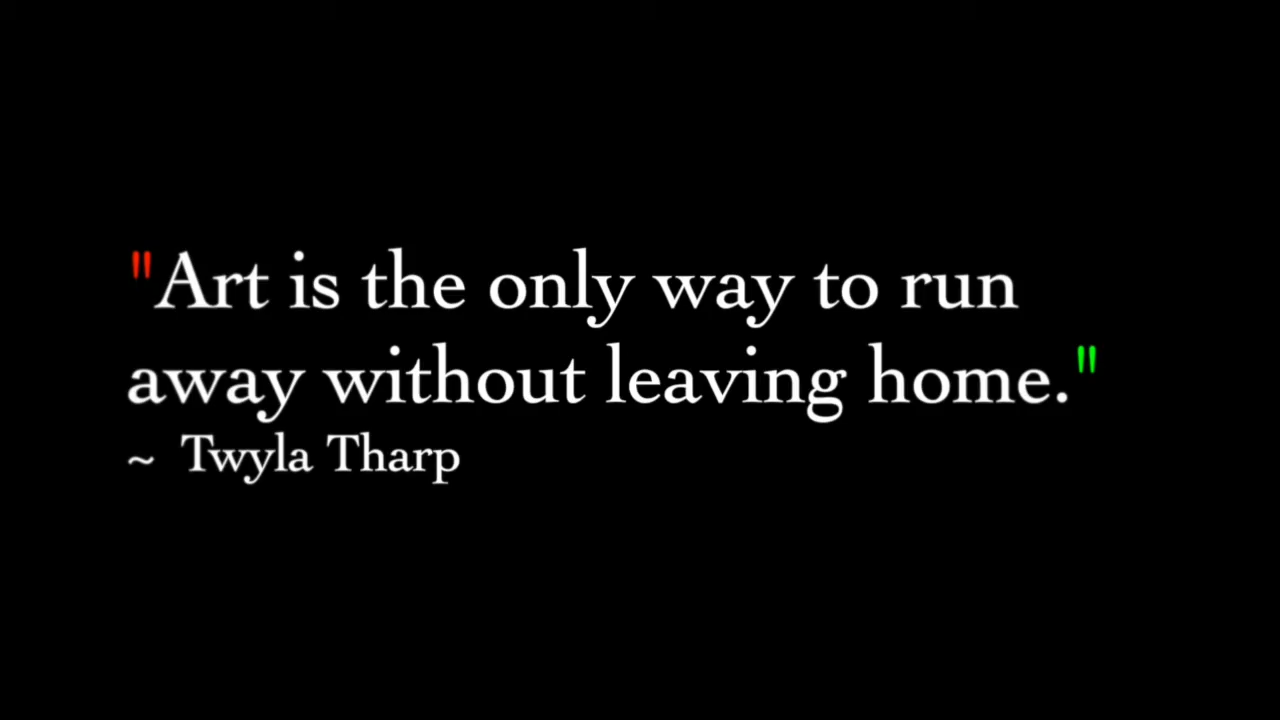 "Art is the only way to run
away without leaving home."
~ Twyla Tharp